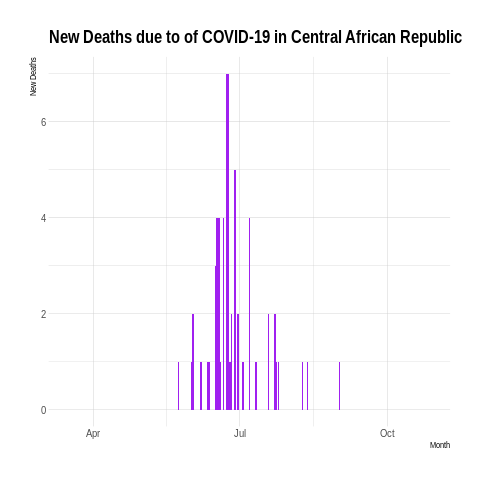 New Deaths due to of COVID-19 in Central African Republic
New Deaths
6
4
2
0
Apr
Jul
Oct
Month